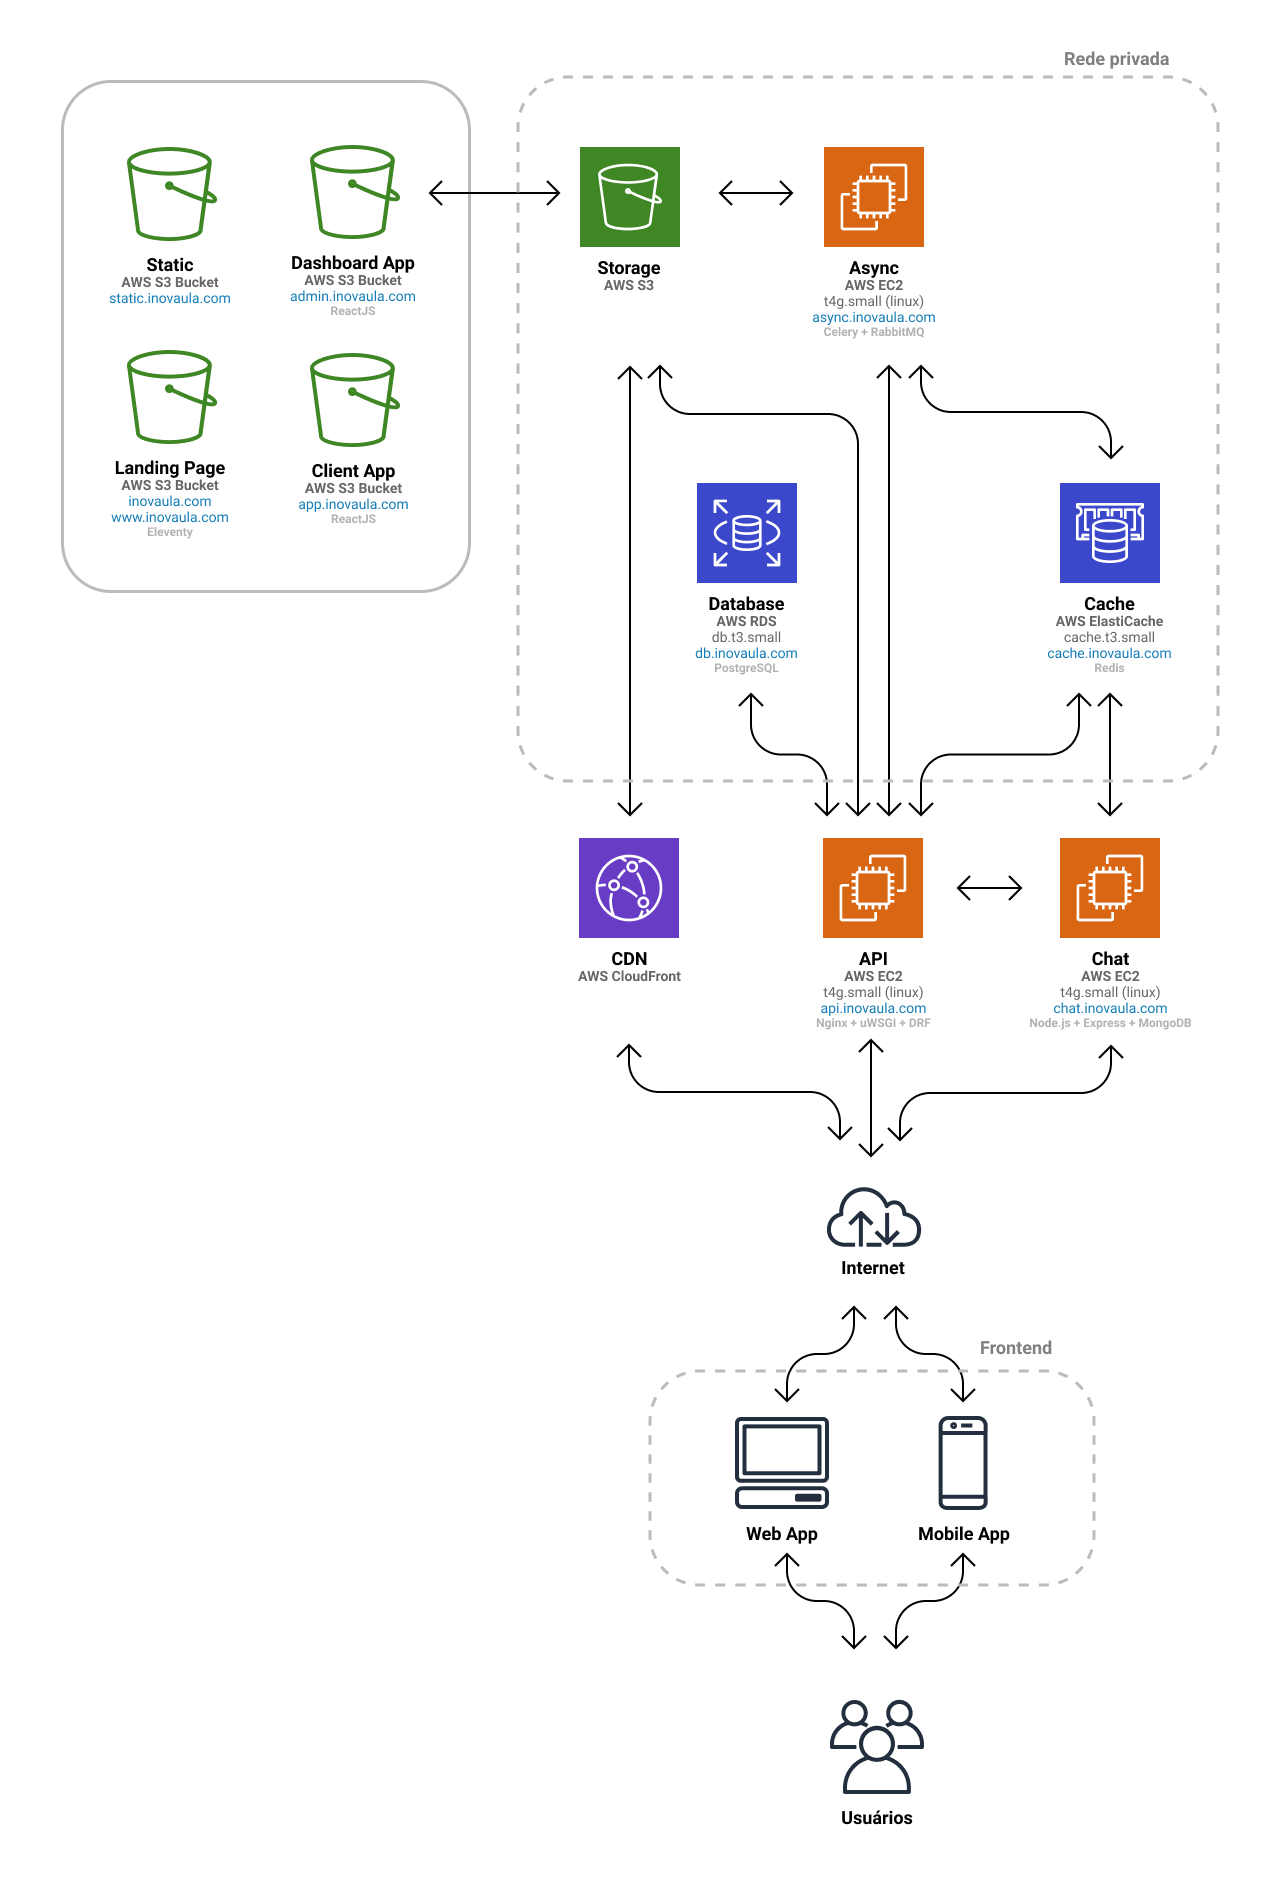 Rede privada
Static
AWS S3 Bucket
static.inovaula.com
Dashboard App
AWS S3 Bucket
admin.inovaula.com
ReactJS
Landing Page
AWS S3 Bucket
inovaula.com
www.inovaula.com
Eleventy
Client App
AWS S3 Bucket
app.inovaula.com
ReactJS
Storage
AWS S3
Async
AWS EC2
t4g.small (linux)
async.inovaula.com
Celery + RabbitMQ
Database
AWS RDS
db.t3.small
db.inovaula.com
PostgreSQL
Cache
AWS ElastiCache
cache.t3.small
cache.inovaula.com
Redis
CDN
AWS CloudFront
API
AWS EC2
t4g.small (linux)
api.inovaula.com
Nginx + uWSGI + DRF
Chat
AWS EC2
t4g.small (linux)
chat.inovaula.com
Node.js + Express + MongoDB
Internet
Frontend
Web App
Mobile App
Usuários